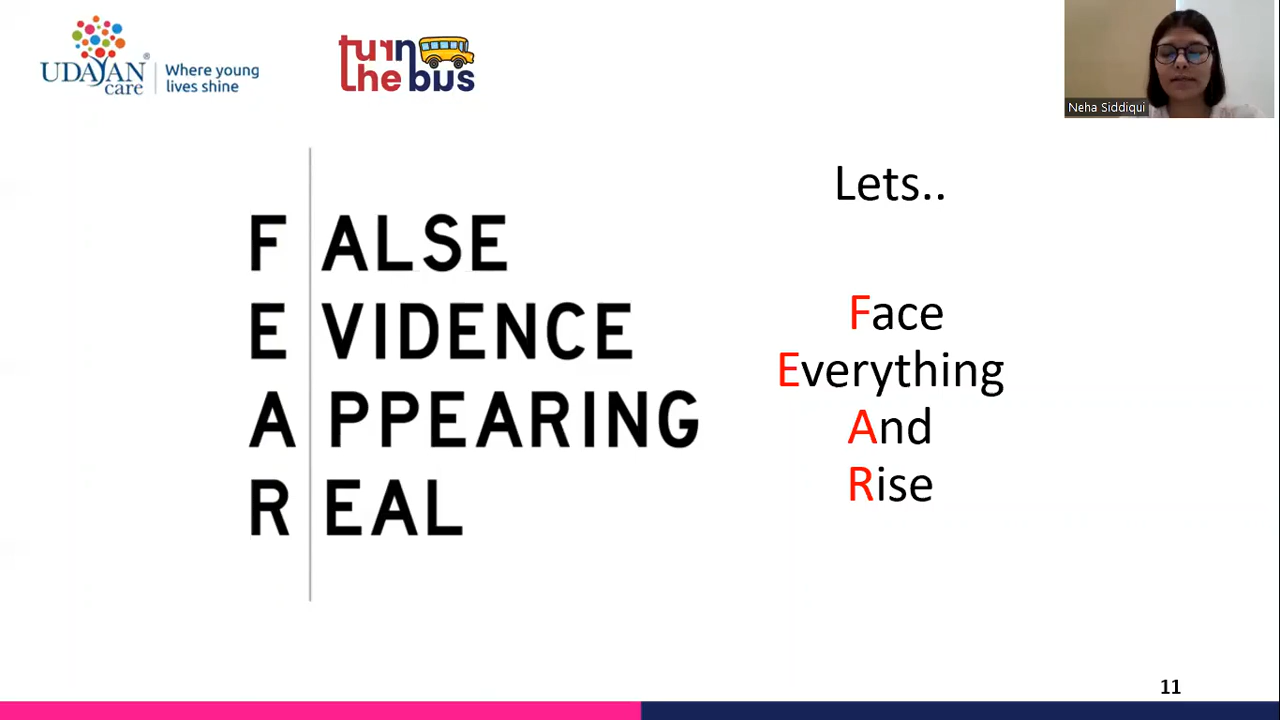 UDAYAN care
Where young
lives shine
turn
the bus
Neha Siddiqui
FALSE
EVIDENCE
APPEARING
REAL
Lets..
Face
Everything
And
Rise
11